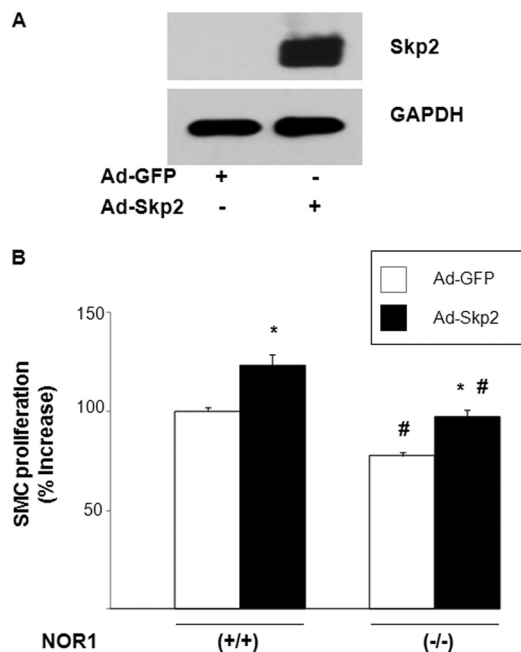 A
Skp2
GAPDH
Ad-GFP + -
Ad-Skp2 - +
B
Ad-GFP
Ad-Skp2
SMC proliferation
(% Increase)
150
100
50
*
#
* #
NOR1 (+/+) (-/-)